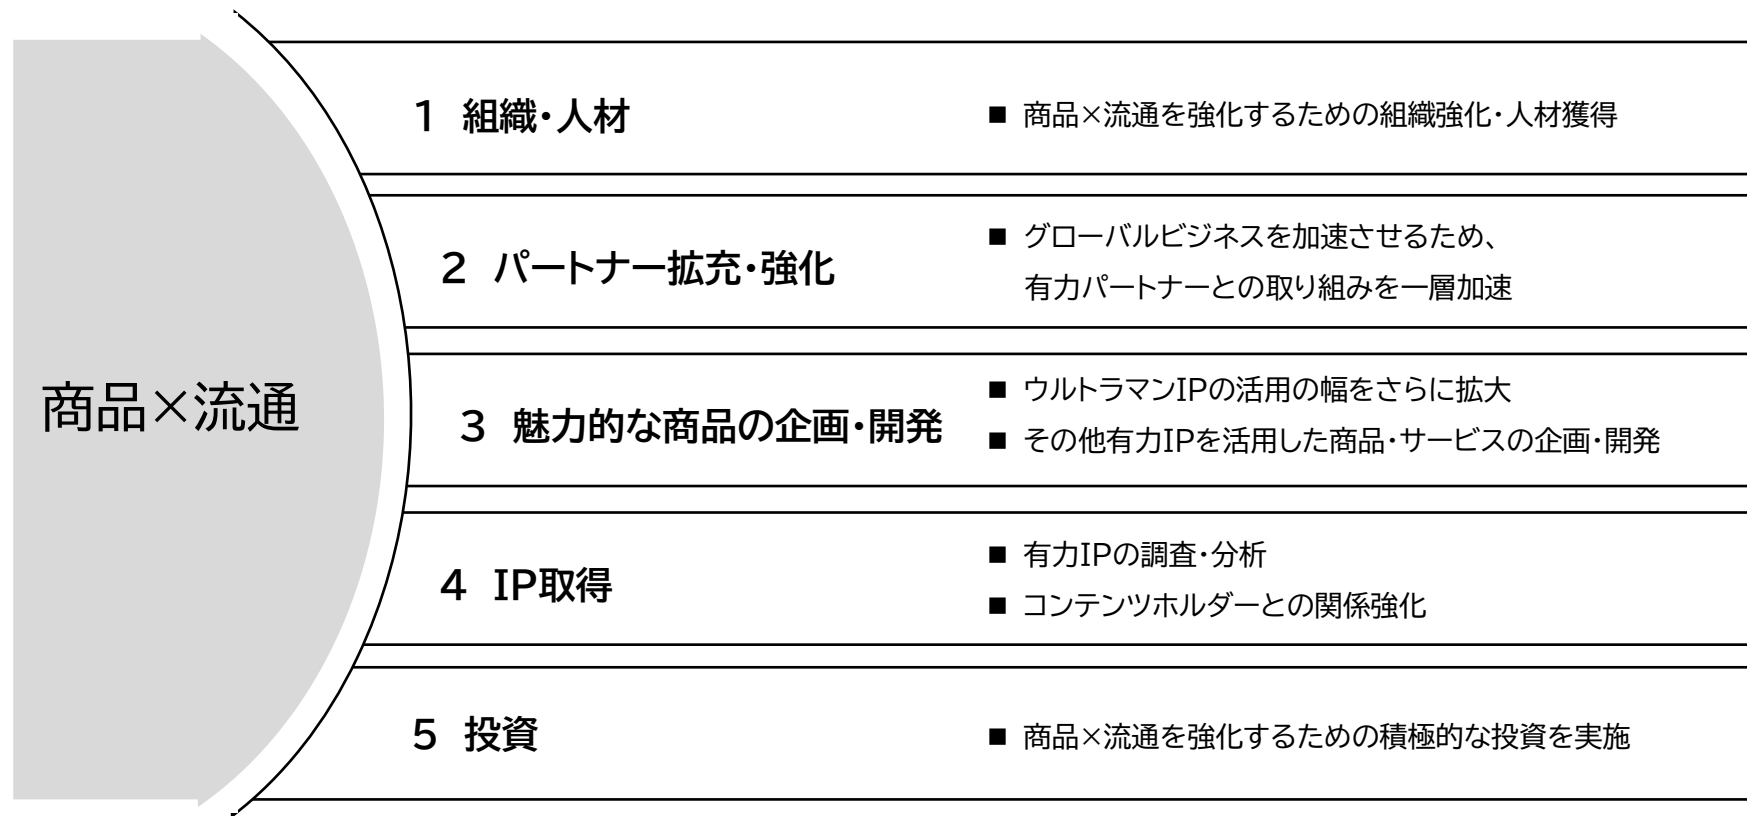 商品×流通
1 組織・人材
■ 商品×流通を強化するための組織強化・人材獲得
2 パートナー拡充・強化
■ グローバルビジネスを加速させるため、
有力パートナーとの取り組みを一層加速
3 魅力的な商品の企画・開発
■ ウルトラマンIPの活用の幅をさらに拡大
■ その他有力IPを活用した商品・サービスの企画・開発
4 IP取得
■ 有力IPの調査・分析
■ コンテンツホルダーとの関係強化
5 投資
■ 商品×流通を強化するための積極的な投資を実施